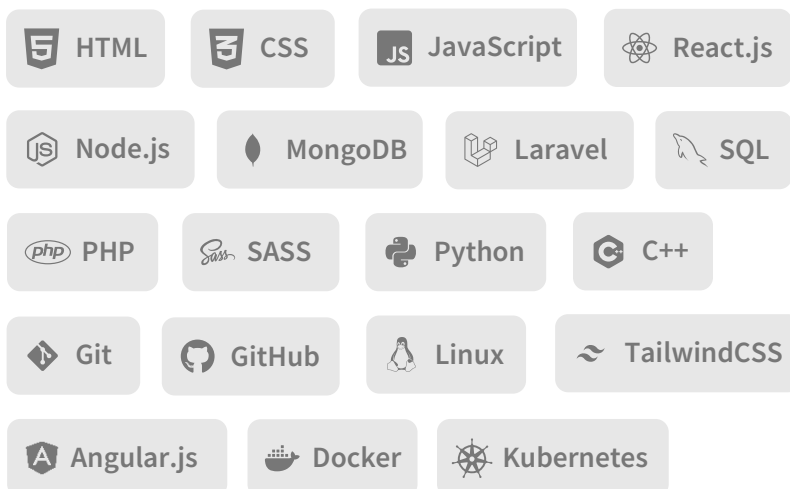 HTML CSS JavaScript React.js
Node.js MongoDB Laravel SQL
PHP SASS Python C++
Git GitHub Linux TailwindCSS
Angular.js Docker Kubernetes